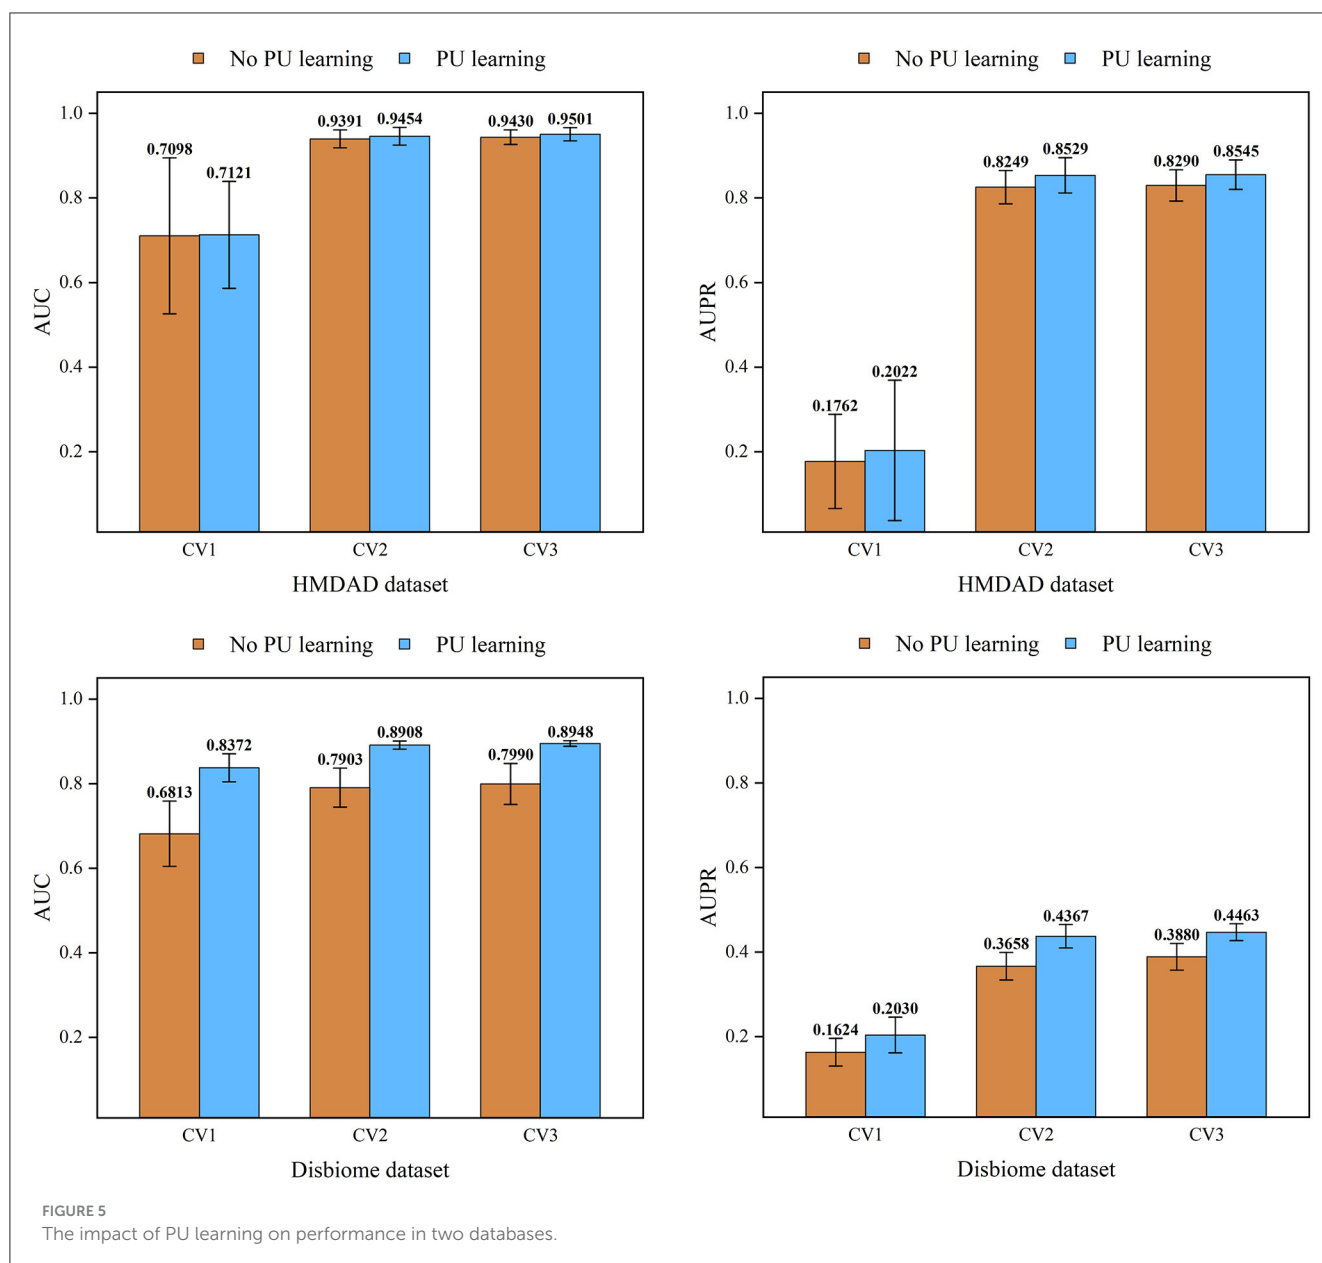 No PU learning PU learning
1.0
0.8
0.6
0.4
0.2
AUC
0.7098
0.7121
0.9391
0.9454
0.9430
0.9501
CV1 CV2 CV3
HMDAD dataset
No PU learning PU learning
1.0
0.8
0.6
0.4
0.2
AUPR
0.1762
0.2022
0.8249
0.8529
0.8290
0.8545
CV1 CV2 CV3
HMDAD dataset
No PU learning PU learning
1.0
0.8
0.6
0.4
0.2
AUC
0.6813
0.8372
0.7903
0.8908
0.7990
0.8948
CV1 CV2 CV3
Disbiome dataset
No PU learning PU learning
1.0
0.8
0.6
0.4
0.2
AUPR
0.1624
0.2030
0.3658
0.4367
0.3880
0.4463
CV1 CV2 CV3
Disbiome dataset
FIGURE 5
The impact of PU learning on performance in two databases.